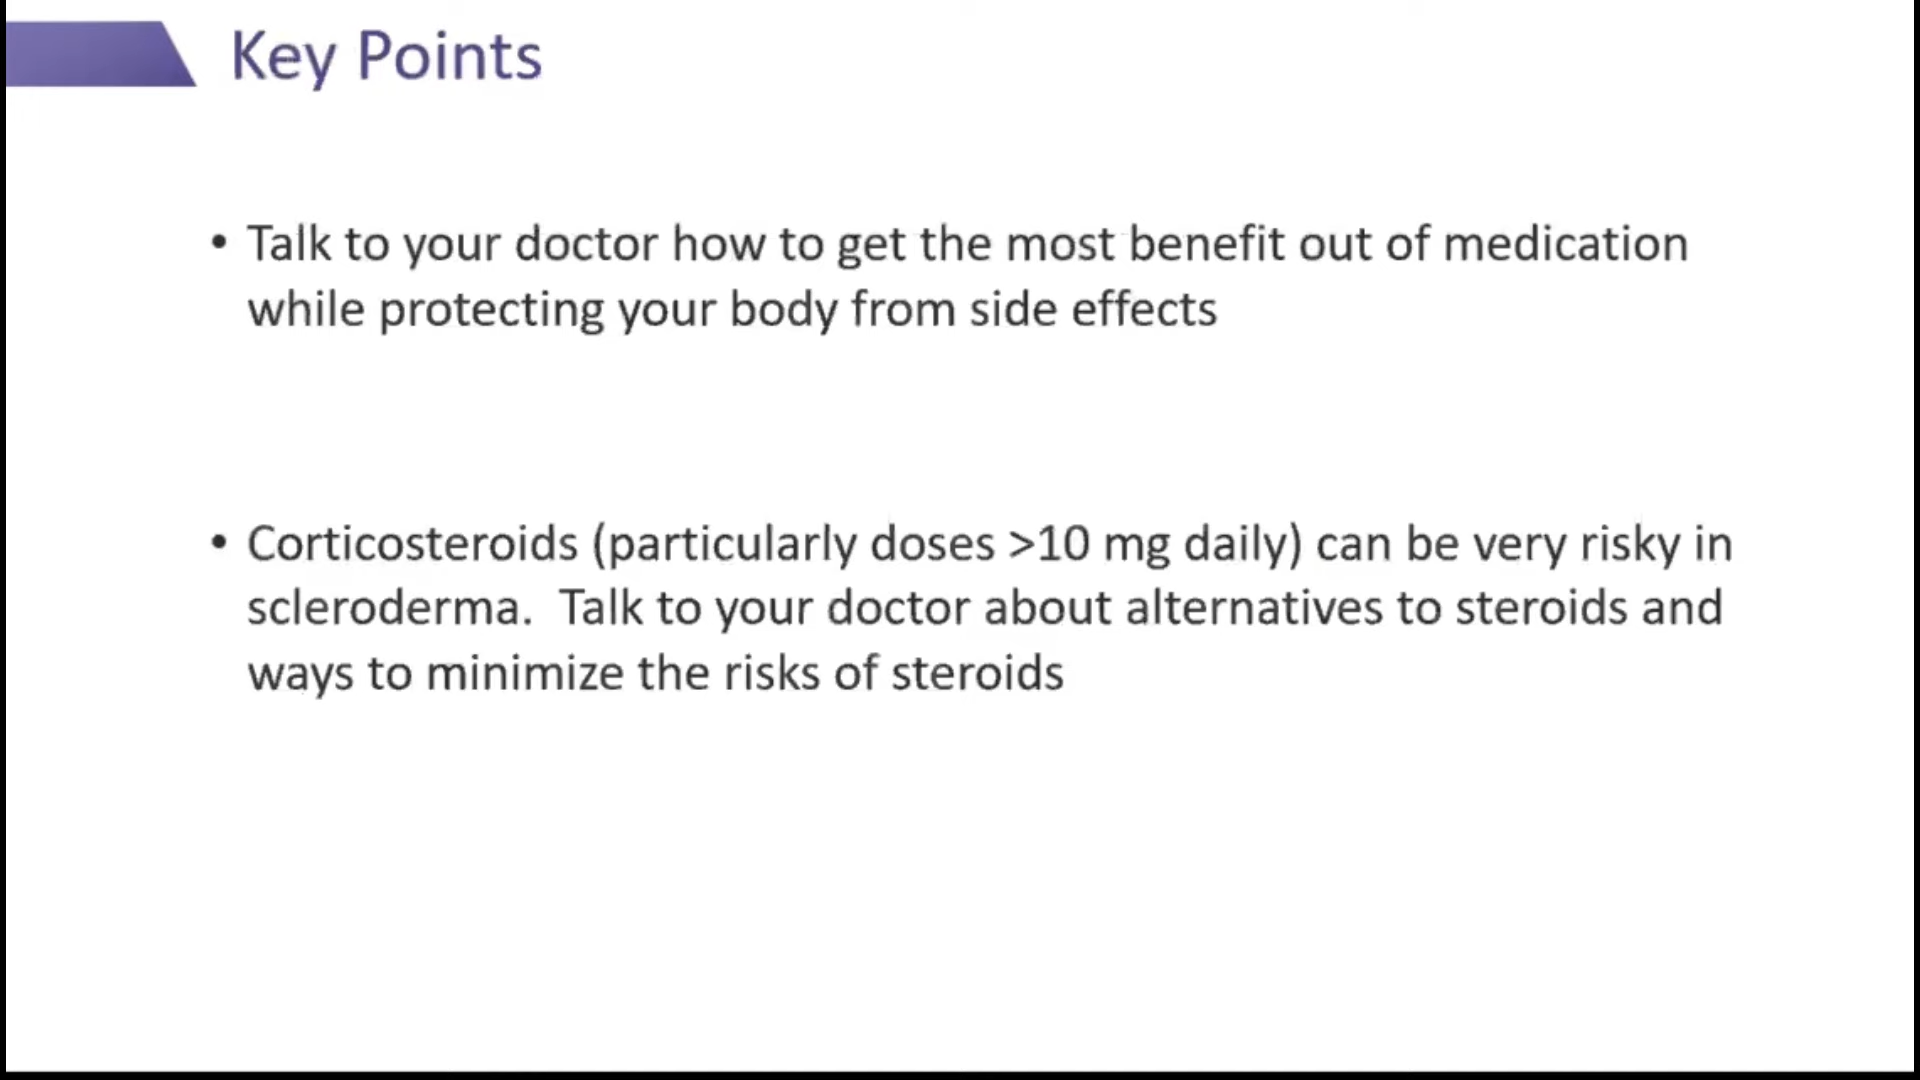 Key Points
• Talk to your doctor how to get the most benefit out of medication
while protecting your body from side effects
• Corticosteroids (particularly doses >10 mg daily) can be very risky in
scleroderma.  Talk to your doctor about alternatives to steroids and
ways to minimize the risks of steroids